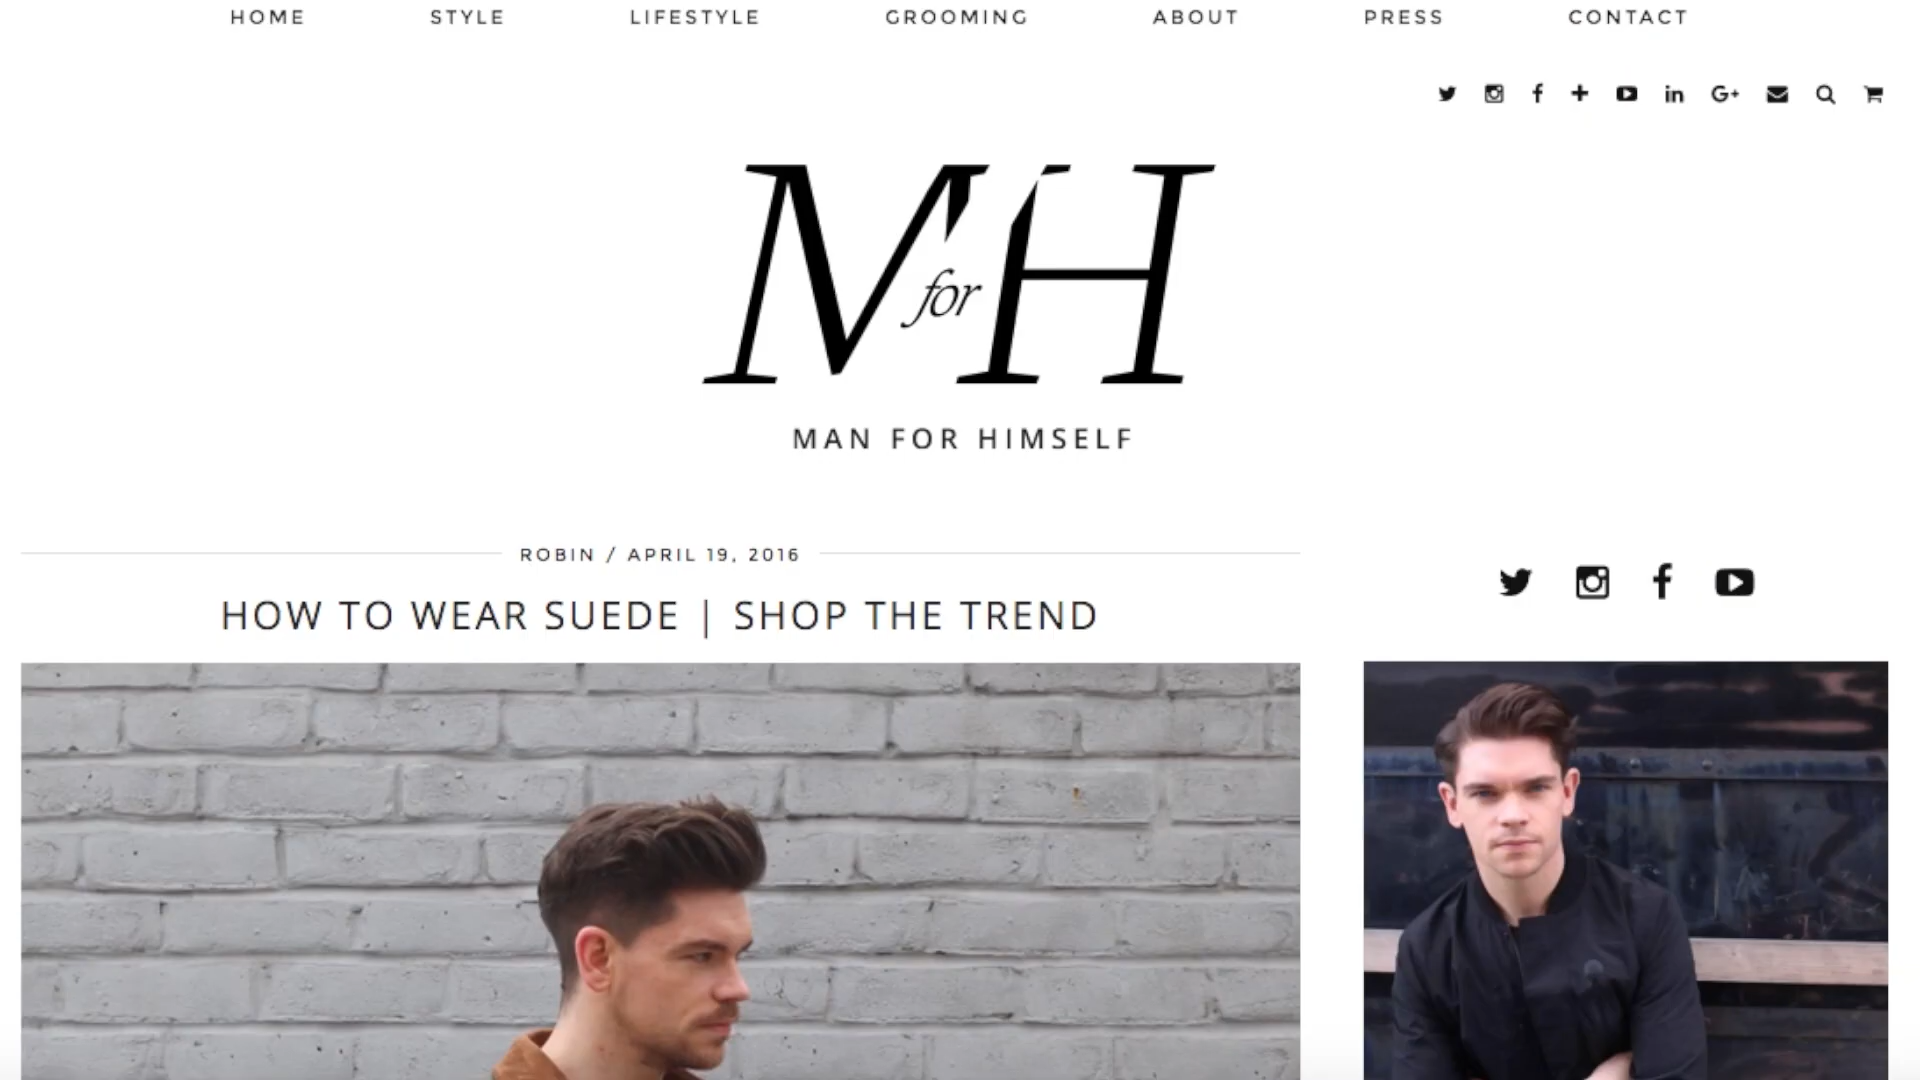 HOME STYLE LIFESTYLE GROOMING ABOUT PRESS CONTACT
M for H
MAN FOR HIMSELF
ROBIN / APRIL 19, 2016
HOW TO WEAR SUEDE | SHOP THE TREND